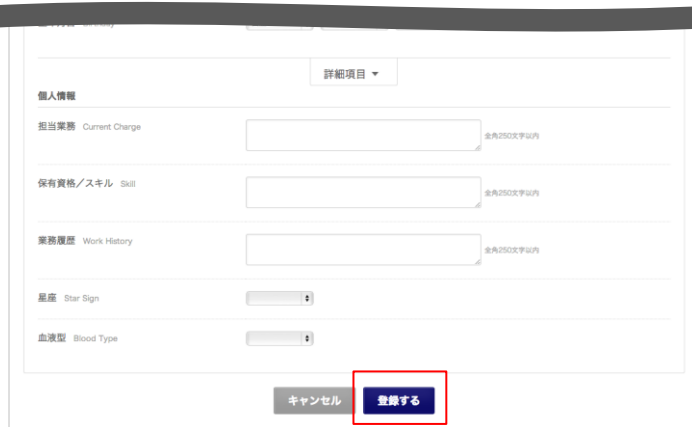 詳細項目 ▼
個人情報
担当業務 Current Charge
全角250文字以内
保有資格／スキル Skill
全角250文字以内
業務履歴 Work History
全角250文字以内
星座 Star Sign
血液型 Blood Type
キャンセル 登録する